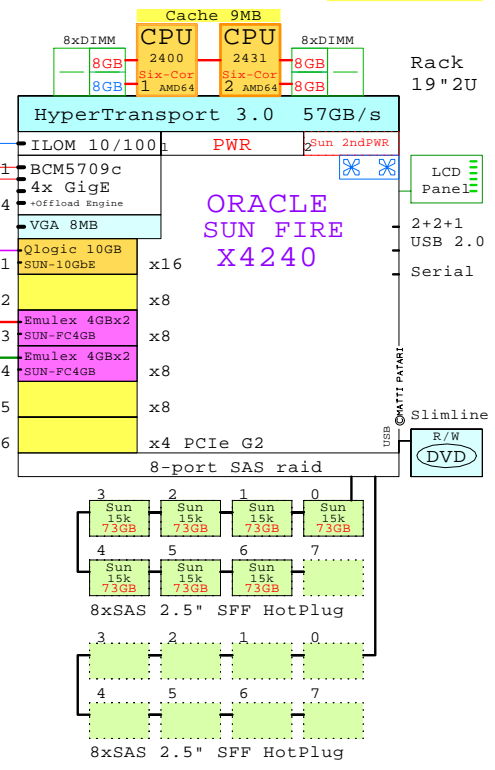 Cache 9MB
8xDIMM CPU CPU 8xDIMM
8GB 2400 2431 8GB Rack
Six-Cor Six-Cor
8GB 1 AMD64 2 AMD64 8GB 19"2U
HyperTransport 3.0 57GB/s
ILOM 10/100 1 PWR 2 Sun 2ndPWR
1 BCM5709c
4x GigE
4 +Offload Engine
LCD
Panel
VGA 8MB
ORACLE
SUN FIRE
X4240
2+2+1
USB 2.0
Serial
Qlogic 10GB
1 SUN-10GbE x16
2 x8
Emulex 4GBx2
3 SUN-FC4GB x8
Emulex 4GBx2
4 SUN-FC4GB x8
5 x8
6 x4 PCIe G2
©MATTI PATARI
USB
Slimline
R/W
DVD
8-port SAS raid
3 2 1 0
Sun Sun Sun Sun
15k 15k 15k 15k
73GB 73GB 73GB 73GB
4 5 6 7
Sun Sun Sun
15k 15k 15k
73GB 73GB 73GB
8xSAS 2.5" SFF HotPlug
3 2 1 0
4 5 6 7
8xSAS 2.5" SFF HotPlug